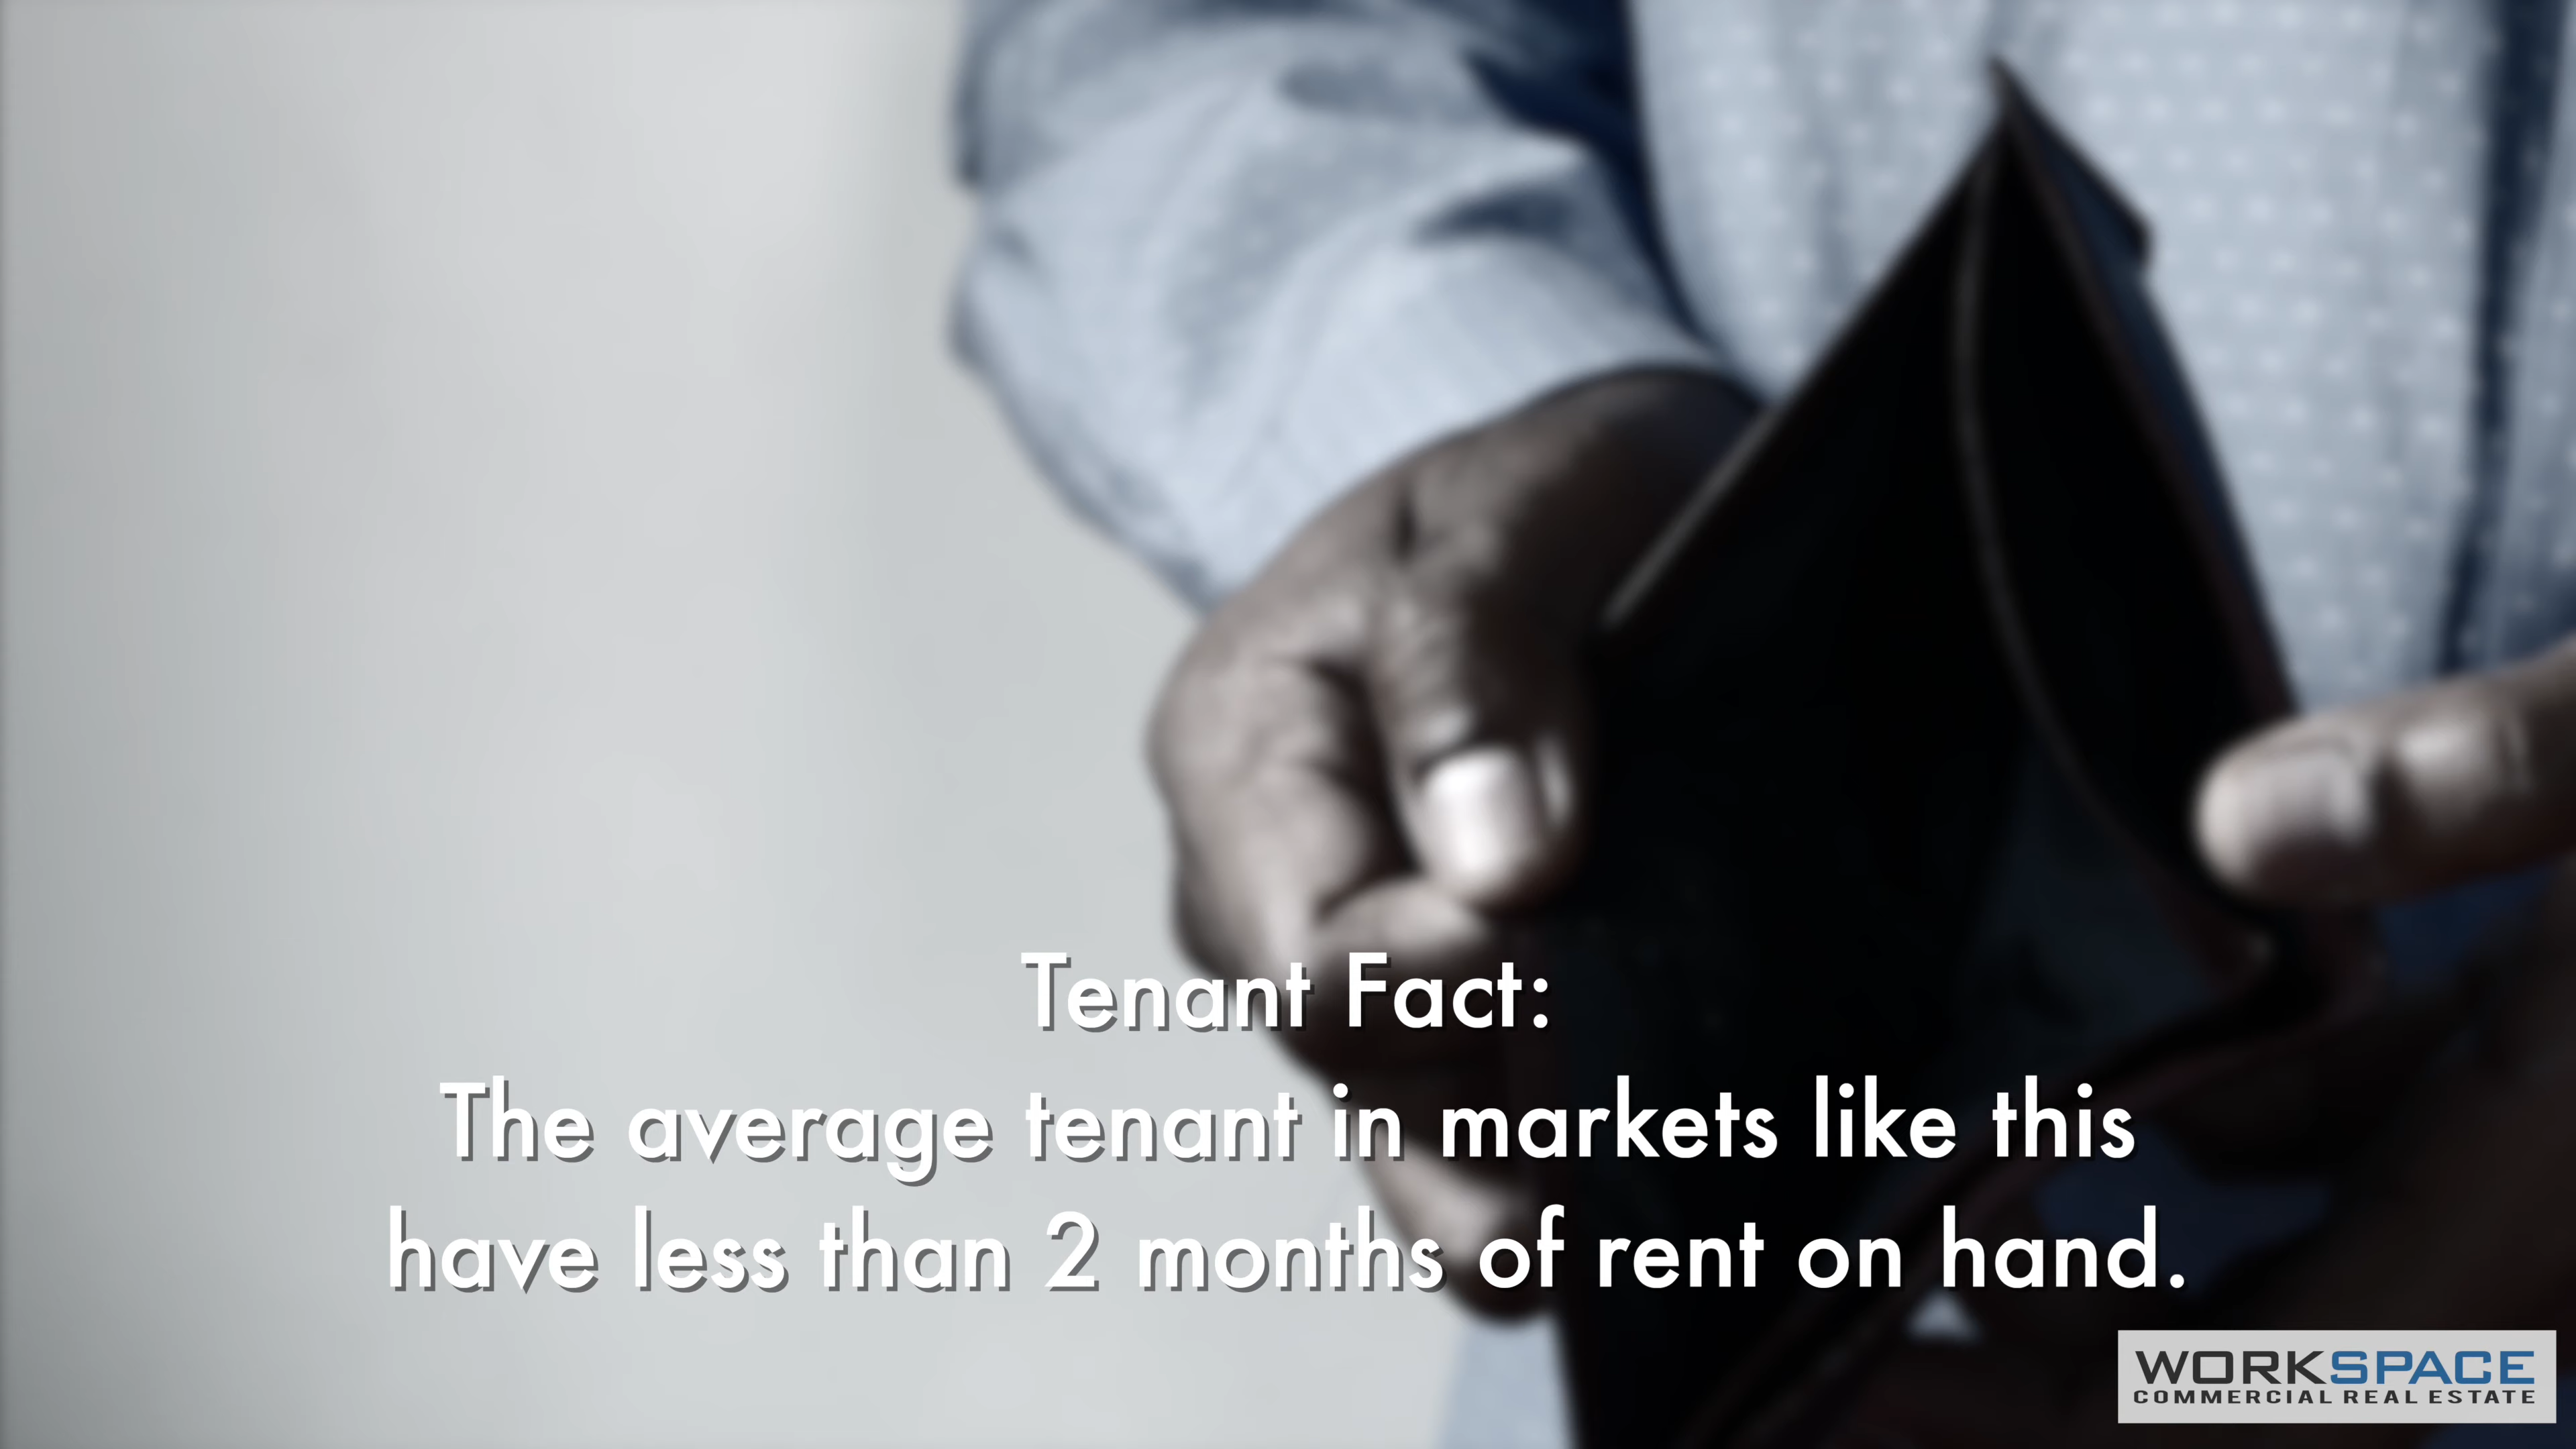 Tenant Fact:
The average tenant in markets like this
have less than 2 months of rent on hand.
WORKSPACE
COMMERCIAL REAL ESTATE